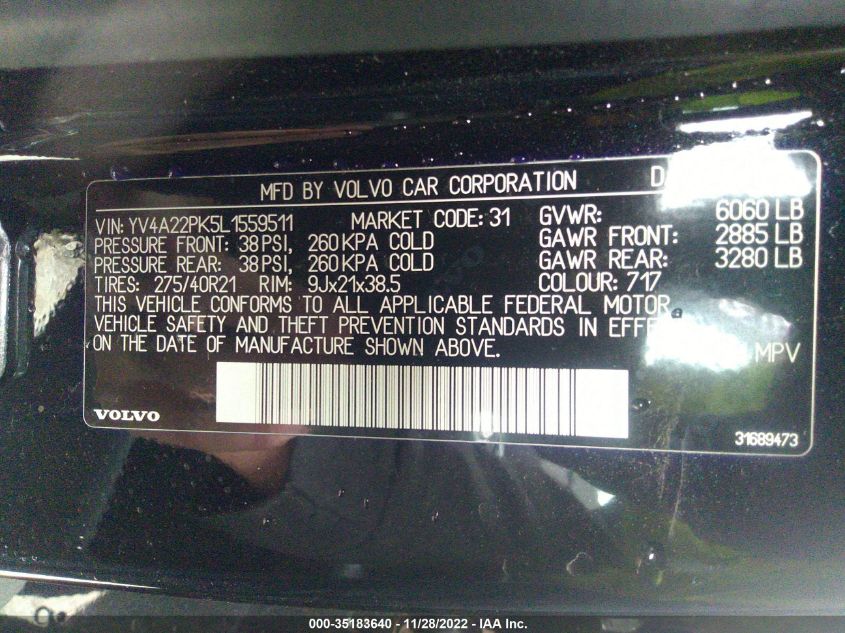 MFD BY VOLVO CAR CORPORATION
VIN: YV4A22PK5L1559511 MARKET CODE: 31 GVWR: 6060 LB
PRESSURE FRONT: 38 PSI, 260 KPA COLD GAWR FRONT: 2885 LB
PRESSURE REAR: 38 PSI, 260 KPA COLD GAWR REAR: 3280 LB
TIRES: 275/40R21 RIM: 9Jx21x38.5 COLOUR: 717
THIS VEHICLE CONFORMS TO ALL APPLICABLE FEDERAL MOTOR
VEHICLE SAFETY AND THEFT PREVENTION STANDARDS IN
ON THE DATE OF MANUFACTURE SHOWN ABOVE. MPV
VOLVO
31689473
000-35183640 - 11/28/2022 - IAA Inc.